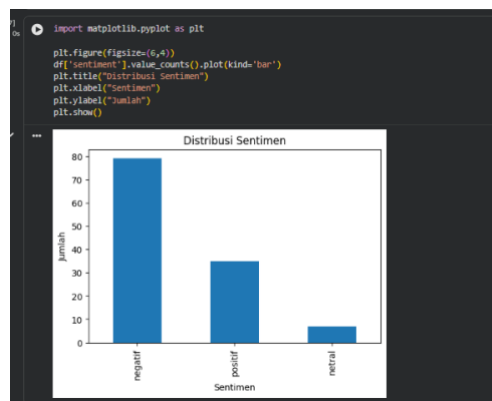 7]
0s
import matplotlib.pyplot as plt
plt.figure(figsize=(6,4))
df['sentiment'].value_counts().plot(kind='bar')
plt.title("Distribusi Sentimen")
plt.xlabel("Sentimen")
plt.ylabel("Jumlah")
plt.show()
Distribusi Sentimen
80
70
60
50
40
30
20
10
0
Jumlah
negatif
positif
netral
Sentimen